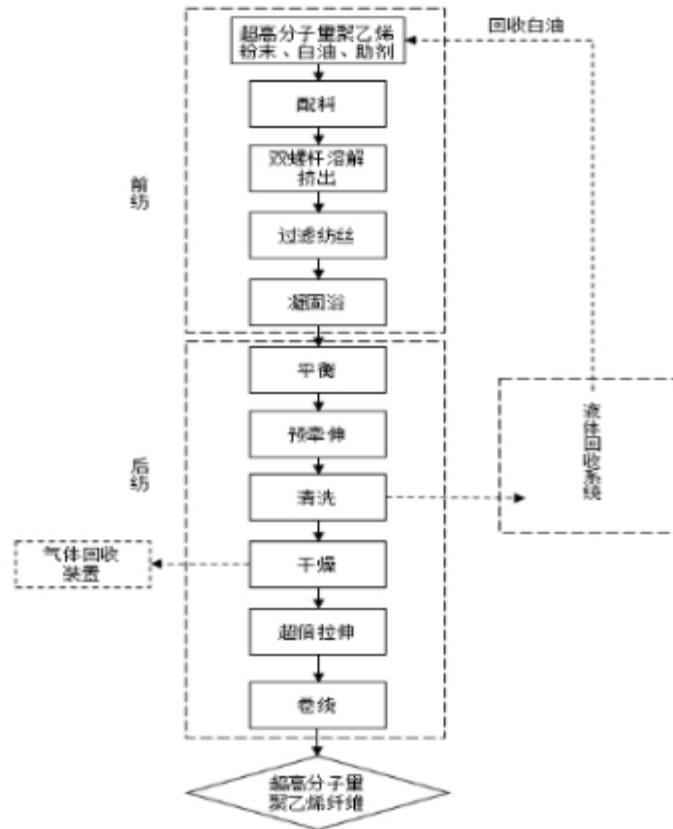 超高分子量聚乙烯
粉末、白油、助剂
回收白油
配料
双螺杆溶解
挤出
前纺
过滤纺丝
凝固浴
平衡
预牵伸
后纺
清洗
液体回收系统
气体回收
装置
干燥
超倍拉伸
卷绕
超高分子量
聚乙烯纤维